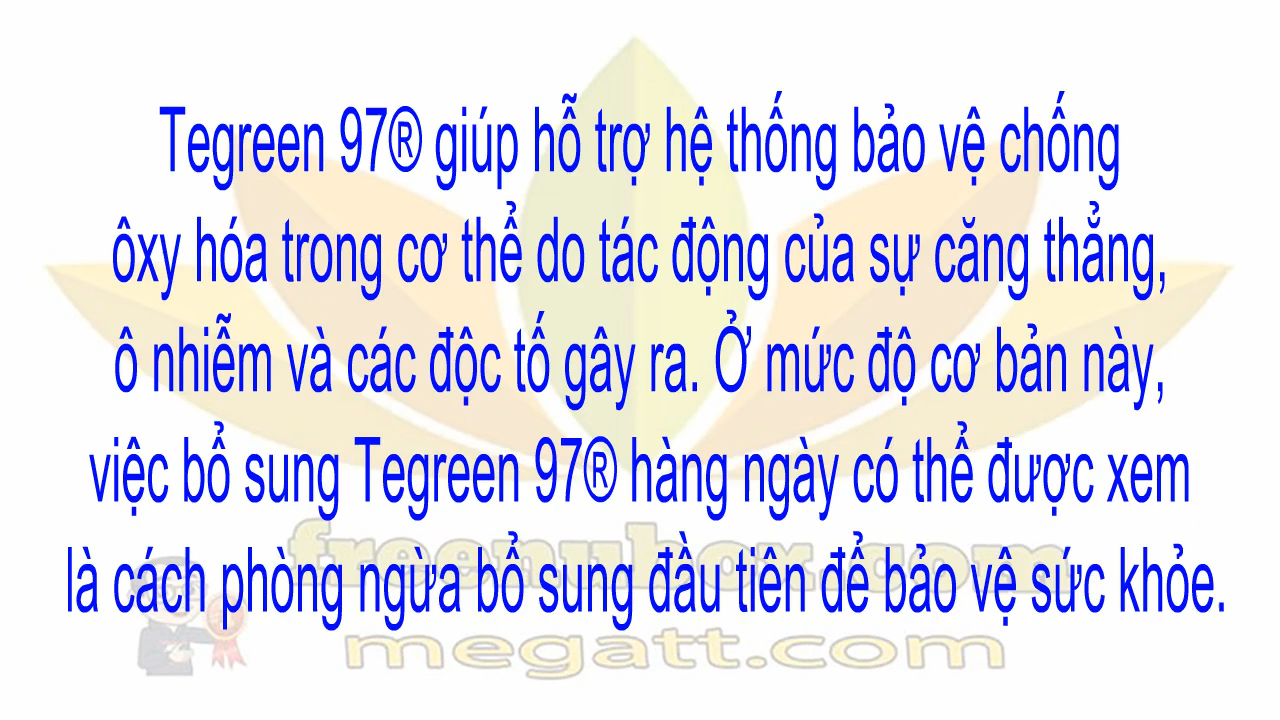 Tegreen 97® giúp hỗ trợ hệ thống bảo vệ chống
ôxy hóa trong cơ thể do tác động của sự căng thẳng,
ô nhiễm và các độc tố gây ra. Ở mức độ cơ bản này,
việc bổ sung Tegreen 97® hàng ngày có thể được xem
là cách phòng ngừa bổ sung đầu tiên để bảo vệ sức khỏe.
freenubox.com
megatt.com